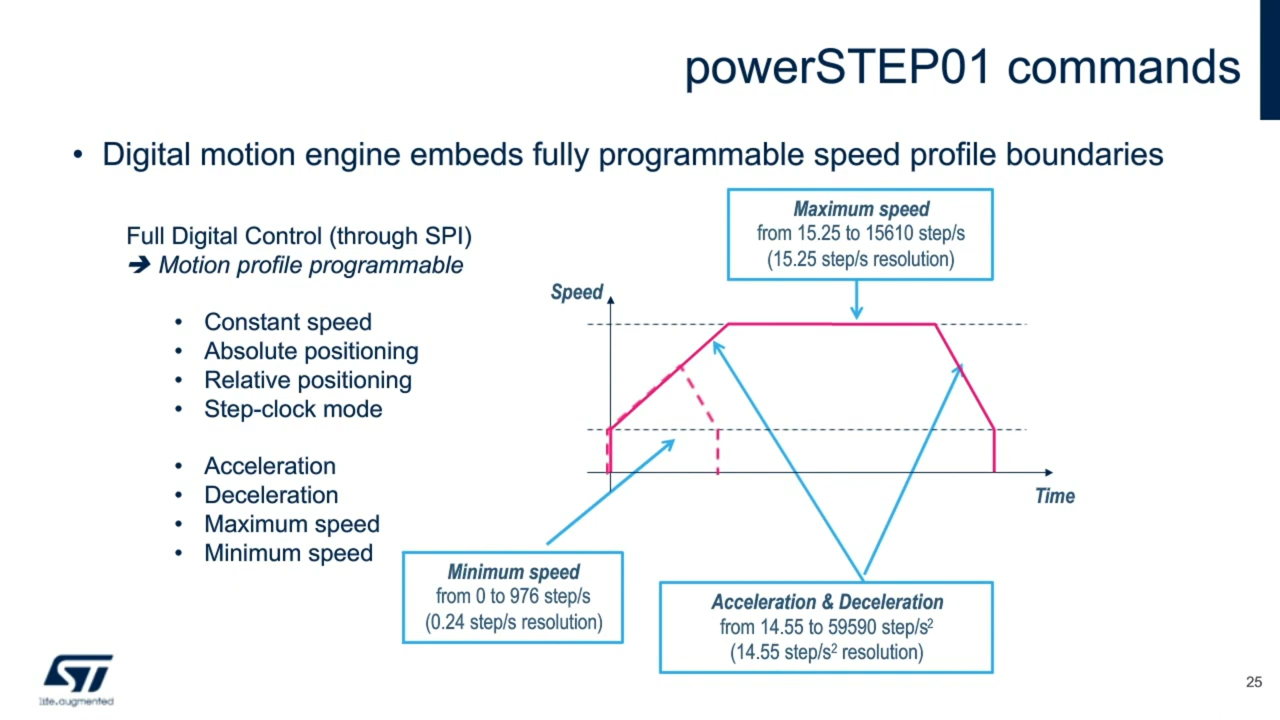 powerSTEP01 commands
• Digital motion engine embeds fully programmable speed profile boundaries
Full Digital Control (through SPI)
➔ Motion profile programmable
• Constant speed
• Absolute positioning
• Relative positioning
• Step-clock mode
• Acceleration
• Deceleration
• Maximum speed
• Minimum speed
Maximum speed
from 15.25 to 15610 step/s
(15.25 step/s resolution)
Speed
Time
Minimum speed
from 0 to 976 step/s
(0.24 step/s resolution)
Acceleration & Deceleration
from 14.55 to 59590 step/s²
(14.55 step/s² resolution)
ST
life.augmented
25